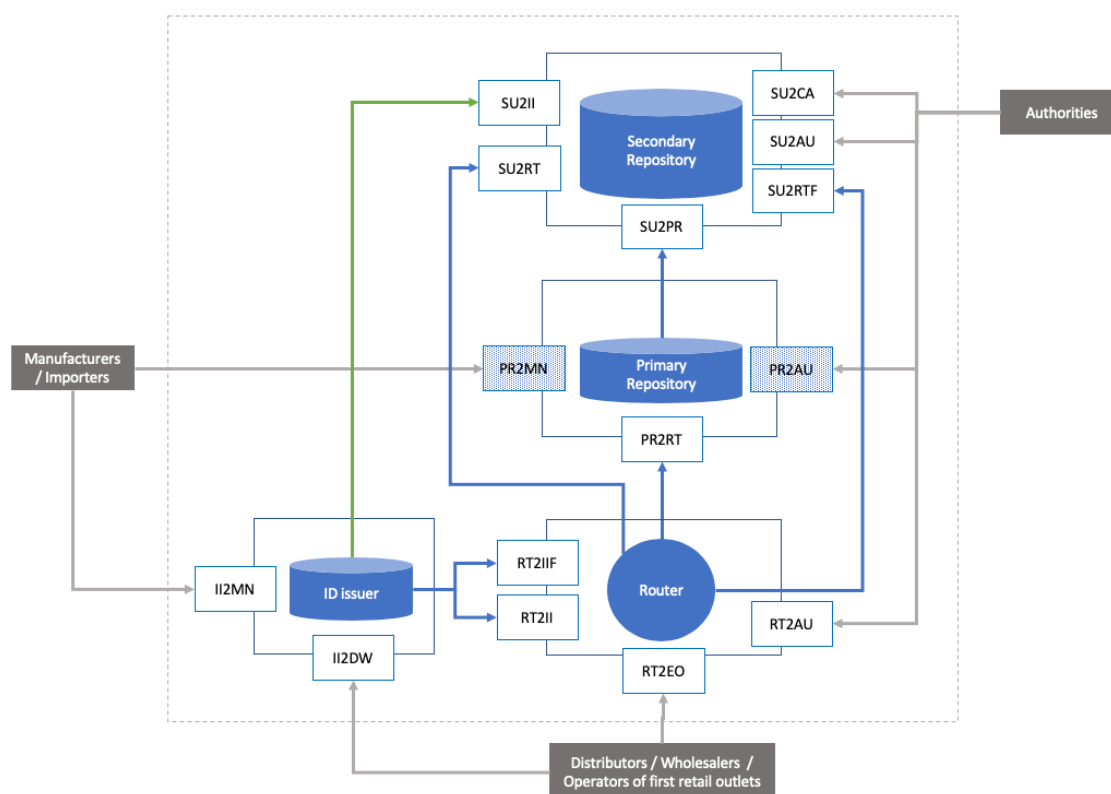 SU2II
SU2CA
Authorities
Secondary
Repository
SU2AU
SU2RT
SU2RTF
SU2PR
Manufacturers
/ Importers
PR2MN
Primary
Repository
PR2AU
PR2RT
RT2IIF
II2MN
ID issuer
Router
RT2II
RT2AU
II2DW
RT2EO
Distributors / Wholesalers /
Operators of first retail outlets